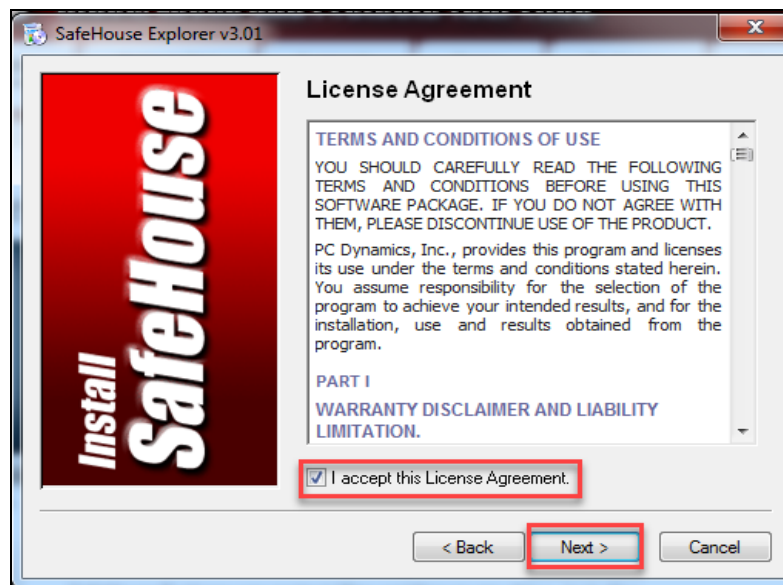 SafeHouse Explorer v3.01
Install
SafeHouse
License Agreement
TERMS AND CONDITIONS OF USE
YOU SHOULD CAREFULLY READ THE FOLLOWING
TERMS AND CONDITIONS BEFORE USING THIS
SOFTWARE PACKAGE. IF YOU DO NOT AGREE WITH
THEM, PLEASE DISCONTINUE USE OF THE PRODUCT.
PC Dynamics, Inc., provides this program and licenses
its use under the terms and conditions stated herein.
You assume responsibility for the selection of the
program to achieve your intended results, and for the
installation, use and results obtained from the
program.
PART I
WARRANTY DISCLAIMER AND LIABILITY
LIMITATION.
I accept this License Agreement.
< Back
Next >
Cancel